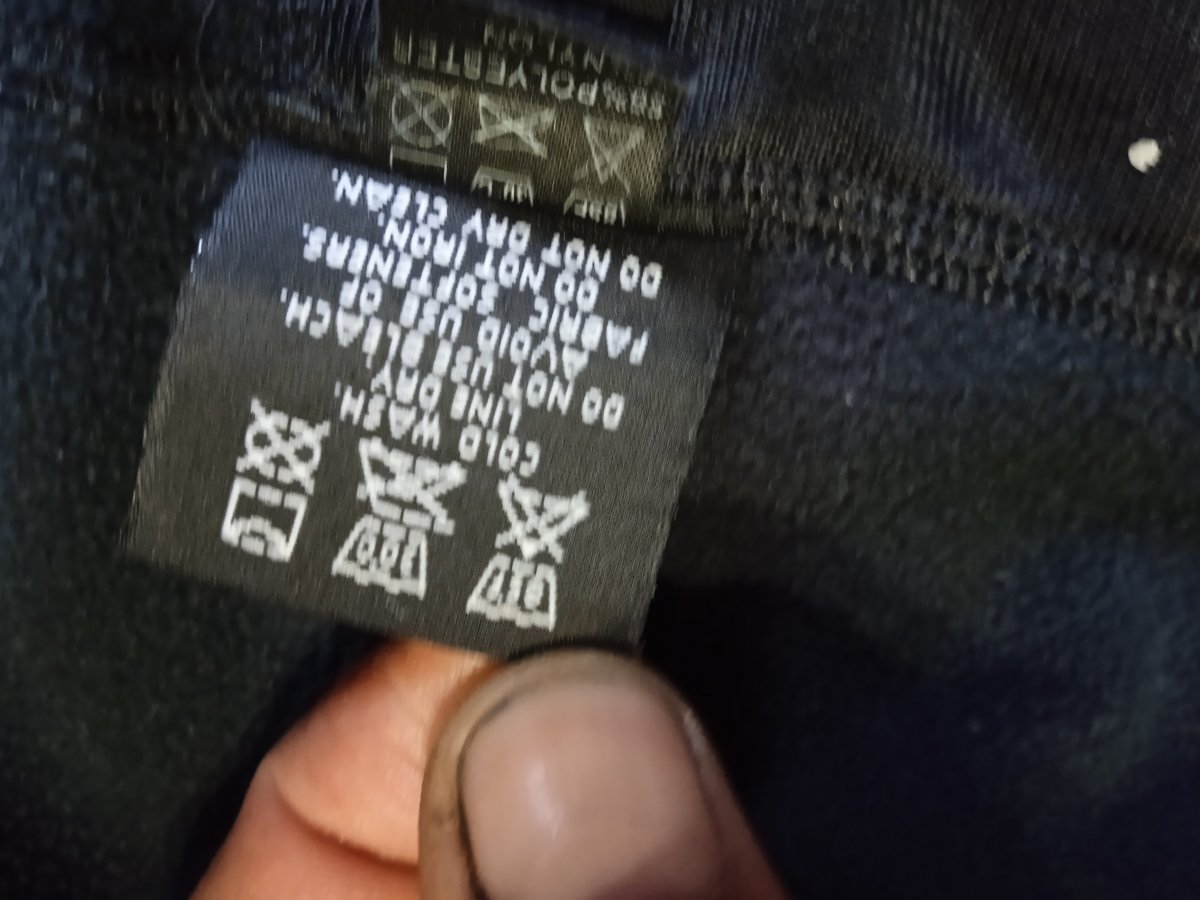 COLD WASH.
LINE DRY.
DO NOT USE BLEACH.
AVOID USE OF
FABRIC SOFTENERS.
DO NOT IRON.
DO NOT DRY CLEAN.
POLYESTER
NYLON